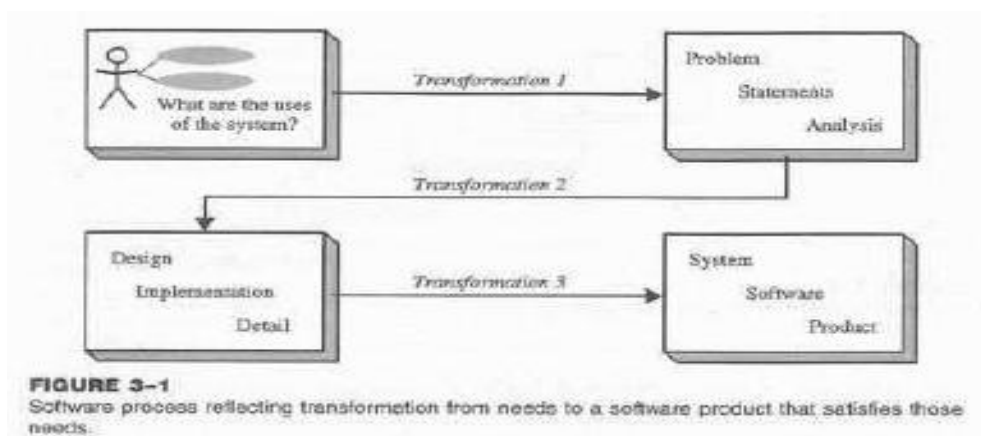 What are the uses
of the system?
Transformation 1
Problem
Statements
Analysis
Transformation 2
Design
Implementation
Detail
Transformation 3
System
Software
Product
FIGURE 3–1
Software process reflecting transformation from needs to a software product that satisfies those
needs.